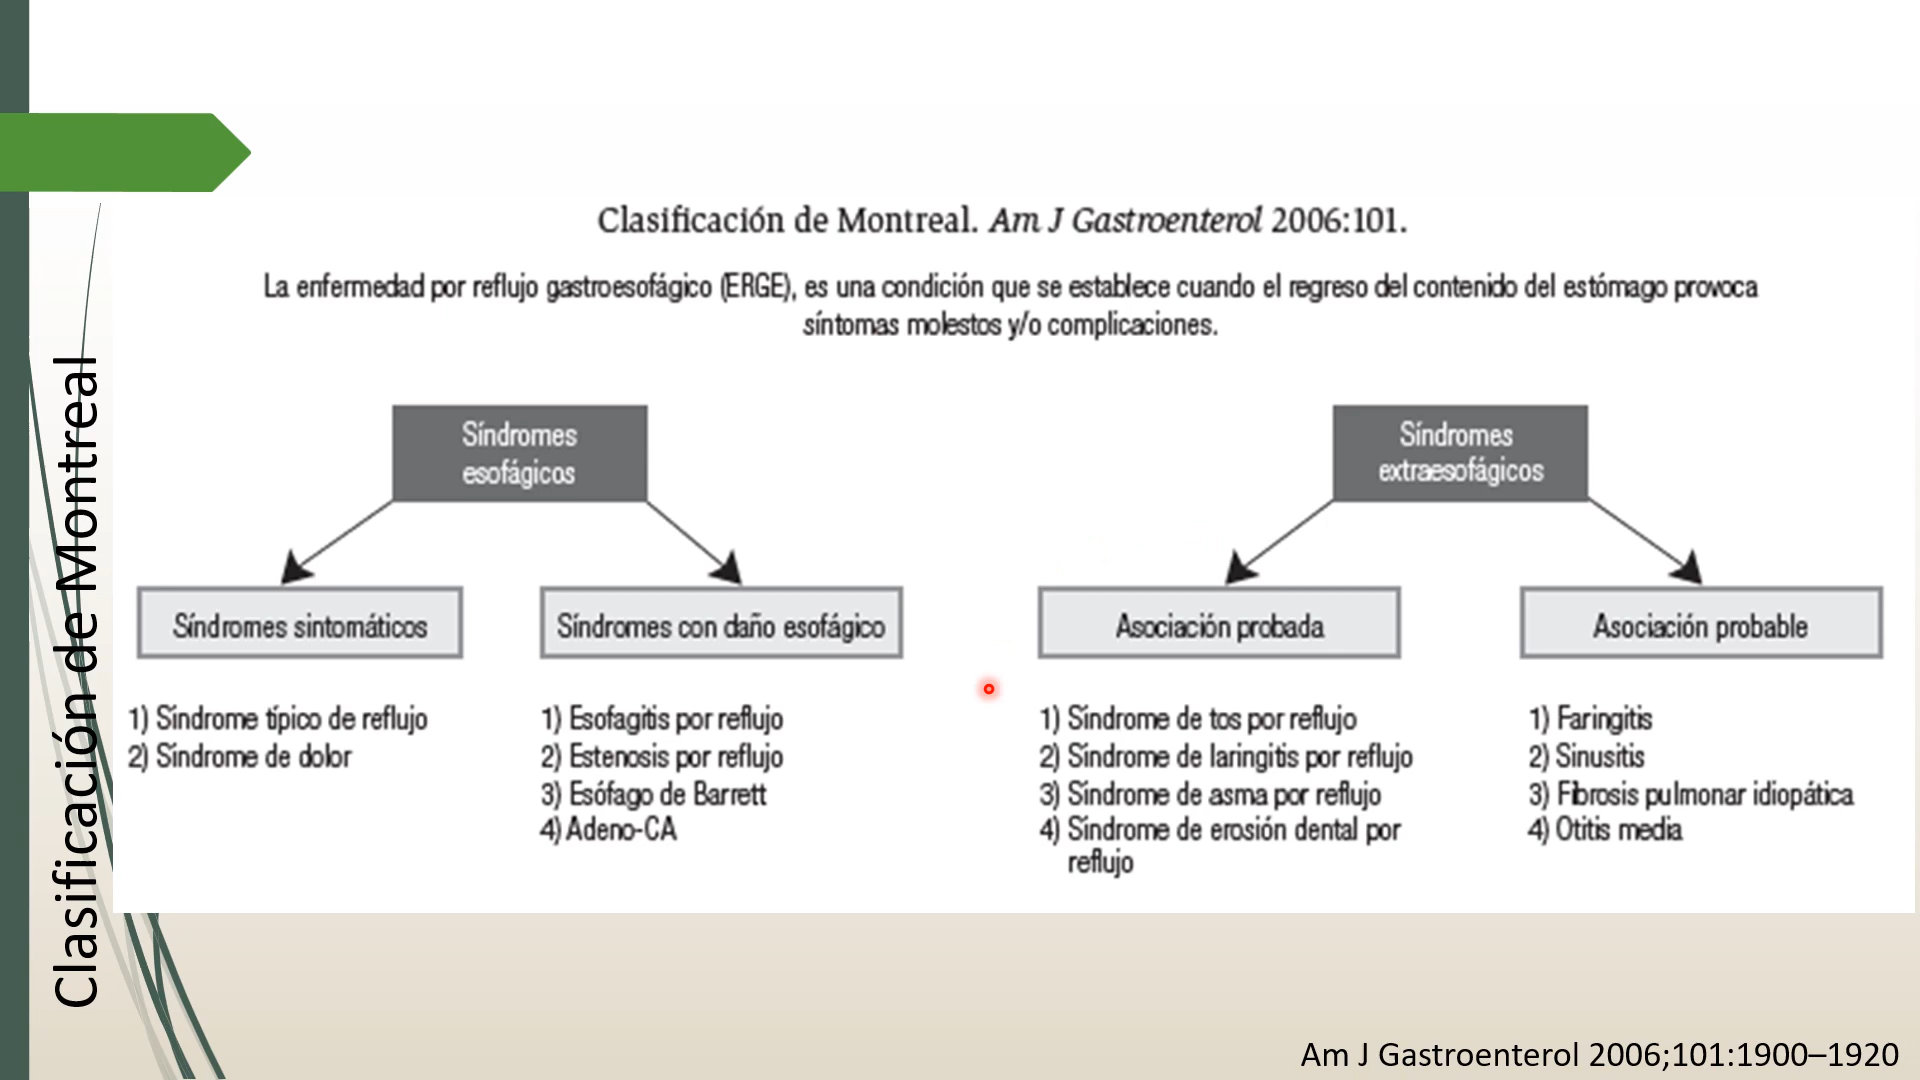 Clasificación de Montreal
Clasificación de Montreal. Am J Gastroenterol 2006:101.
La enfermedad por reflujo gastroesofágico (ERGE), es una condición que se establece cuando el regreso del contenido del estómago provoca
síntomas molestos y/o complicaciones.
Síndromes
esofágicos
Síndromes sintomáticos
1) Síndrome típico de reflujo
2) Síndrome de dolor
Síndromes con daño esofágico
1) Esofagitis por reflujo
2) Estenosis por reflujo
3) Esófago de Barrett
4) Adeno-CA
Síndromes
extraesofágicos
Asociación probada
1) Síndrome de tos por reflujo
2) Síndrome de laringitis por reflujo
3) Síndrome de asma por reflujo
4) Síndrome de erosión dental por
reflujo
Asociación probable
1) Faringitis
2) Sinusitis
3) Fibrosis pulmonar idiopática
4) Otitis media
Am J Gastroenterol 2006;101:1900–1920